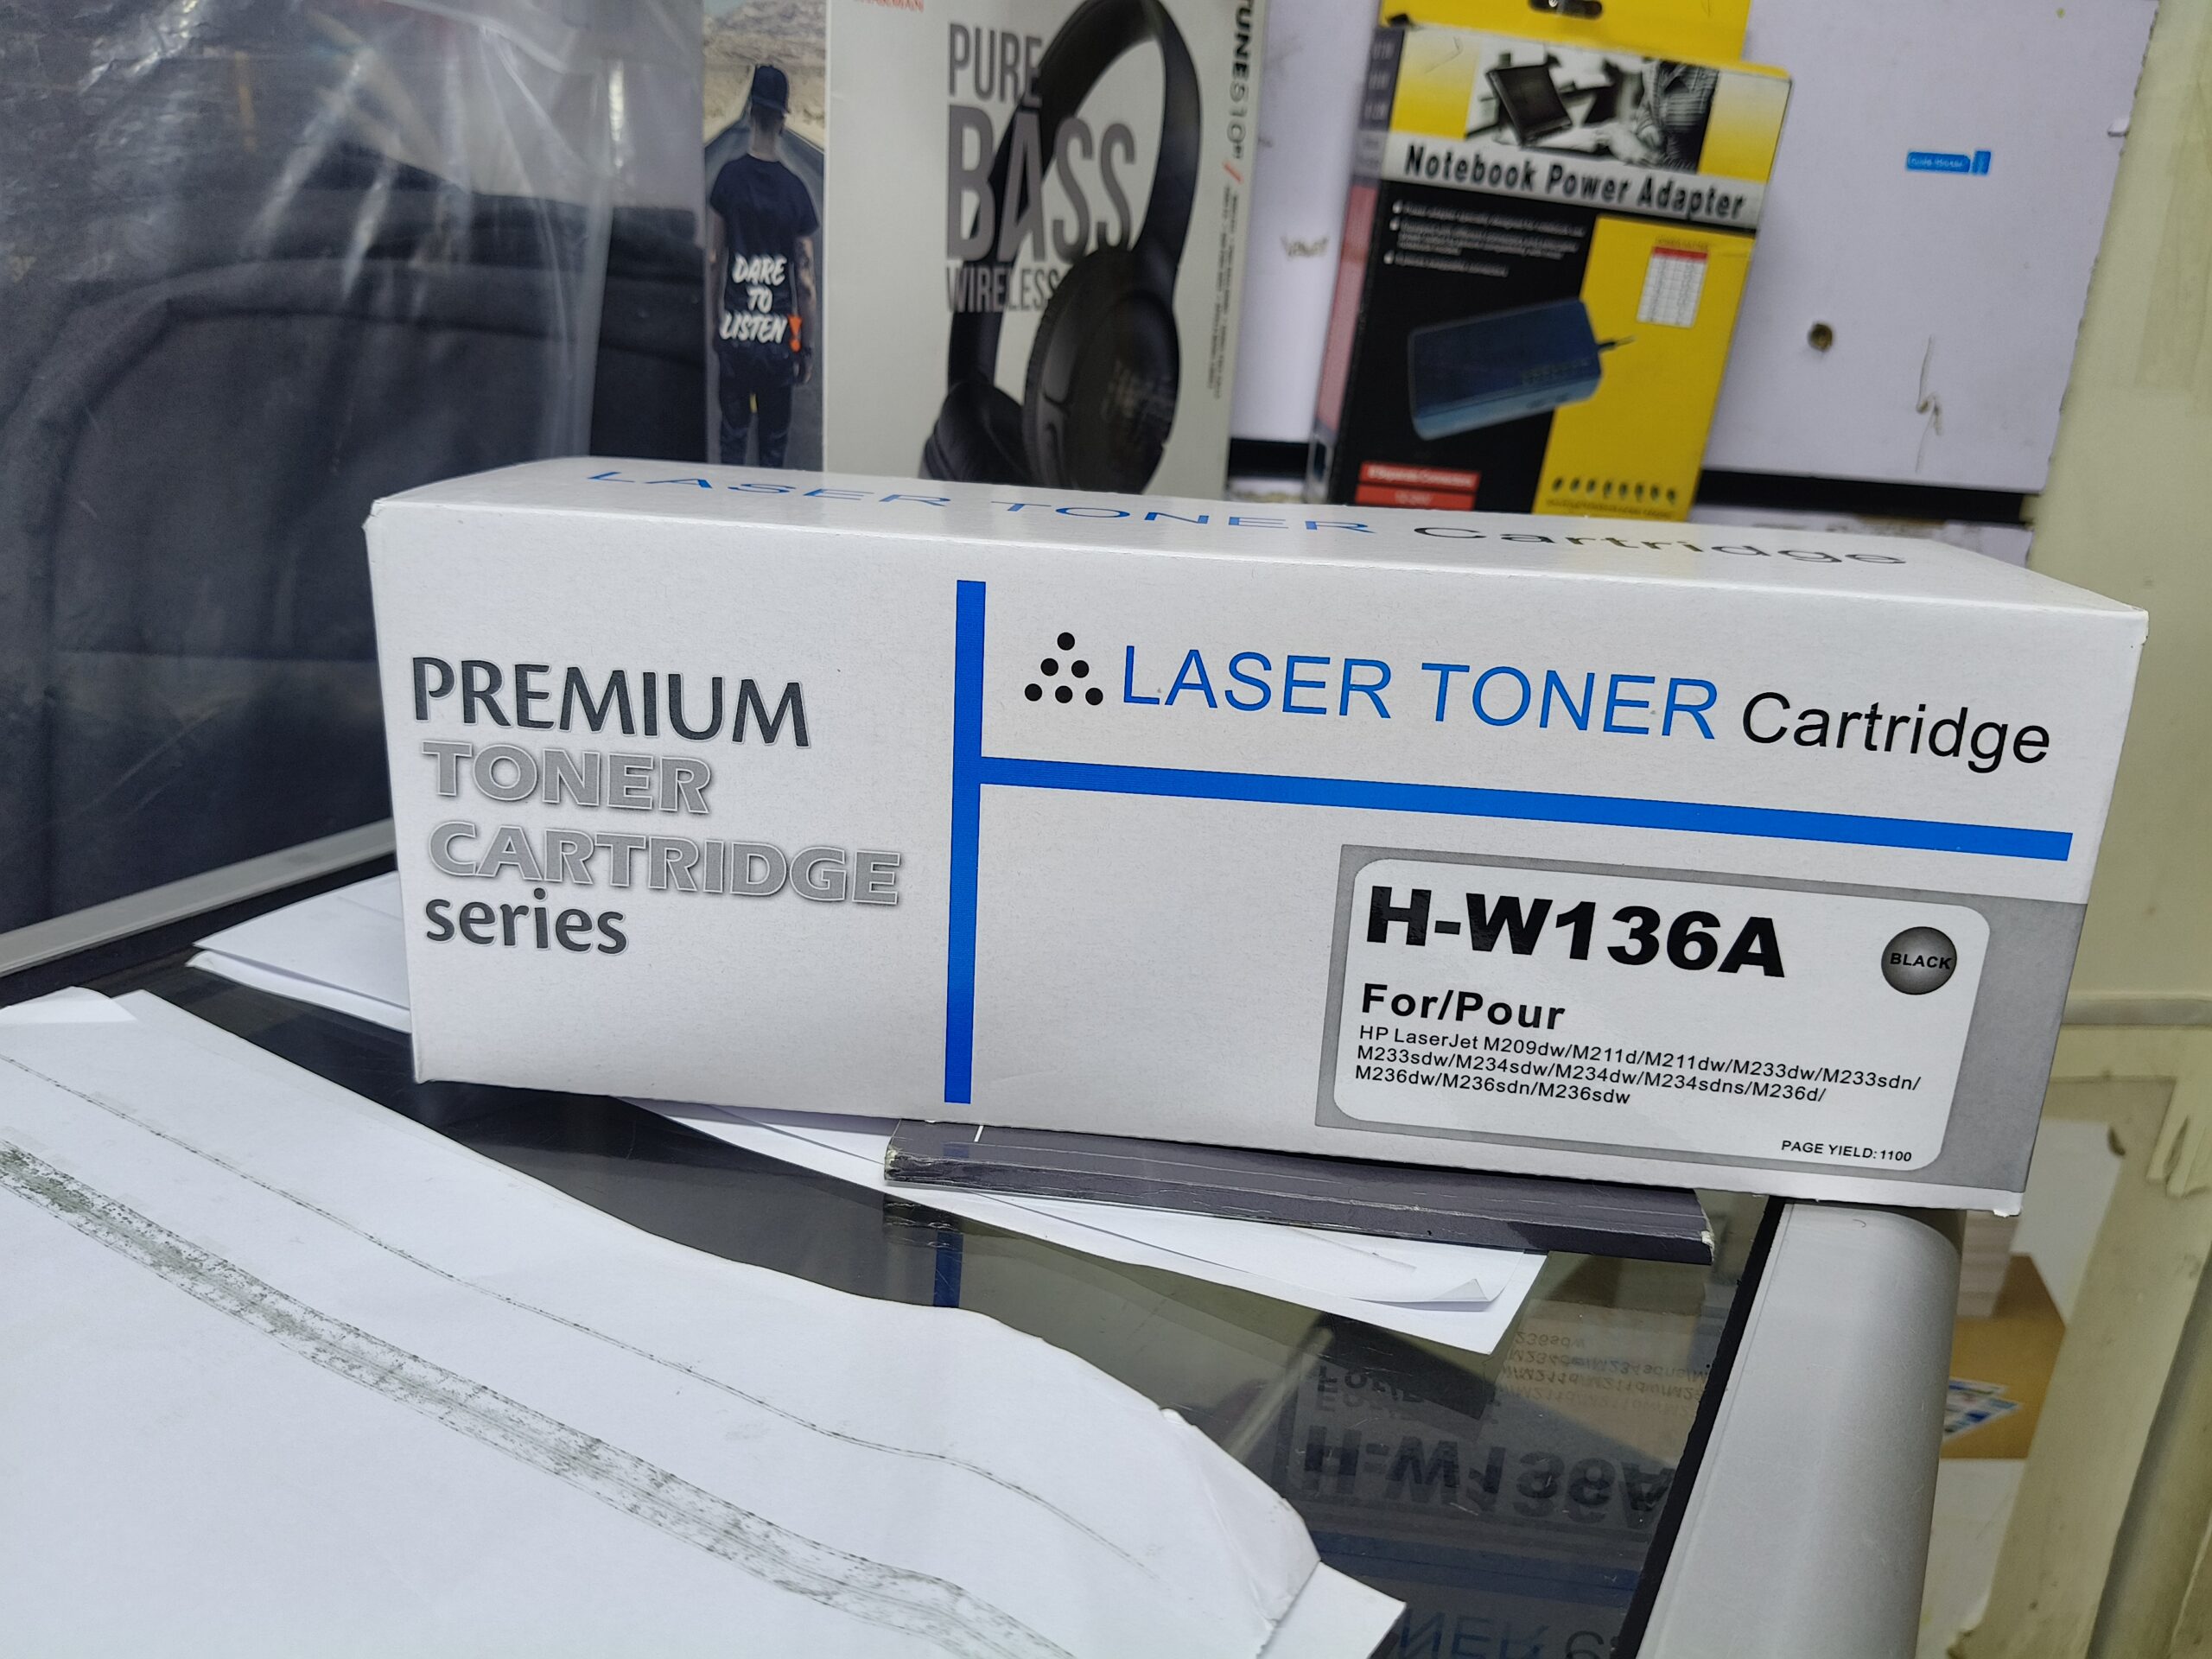 PURE
BASS
WIRELESS
TUNE510BT
DARE
TO
LISTEN
Notebook Power Adapter
LASER TONER Cartridge
PREMIUM
TONER
CARTRIDGE
series
LASER TONER Cartridge
H-W136A
BLACK
For/Pour
HP LaserJet M209dw/M211d/M211dw/M233dw/M233sdn/
M233sdw/M234sdw/M234dw/M234sdns/M236d/
M236dw/M236sdn/M236sdw
PAGE YIELD:1100